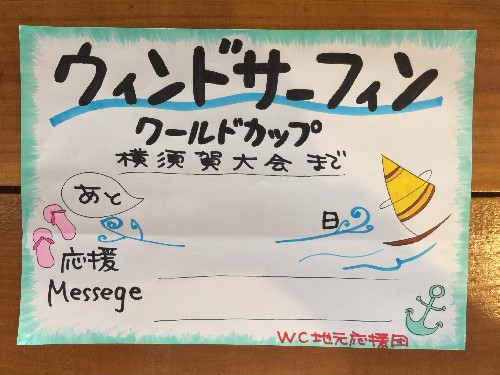 ウィンドサーフィン
ワールドカップ
横須賀大会まで
あと
日
応援
Messege
WC地元応援団